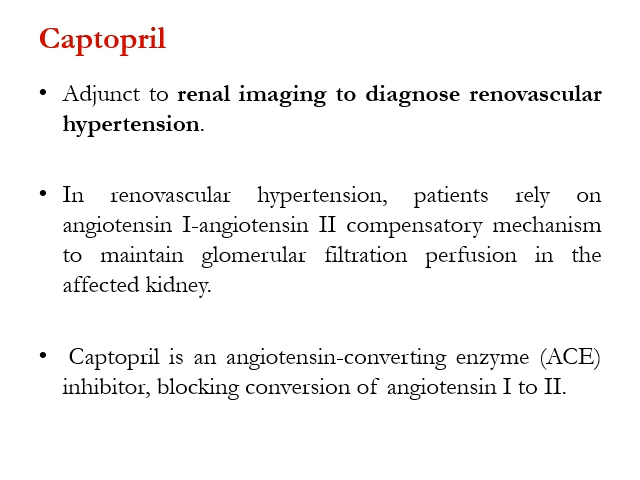 Captopril
• Adjunct to renal imaging to diagnose renovascular
hypertension.
• In renovascular hypertension, patients rely on
angiotensin I-angiotensin II compensatory mechanism
to maintain glomerular filtration perfusion in the
affected kidney.
• Captopril is an angiotensin-converting enzyme (ACE)
inhibitor, blocking conversion of angiotensin I to II.